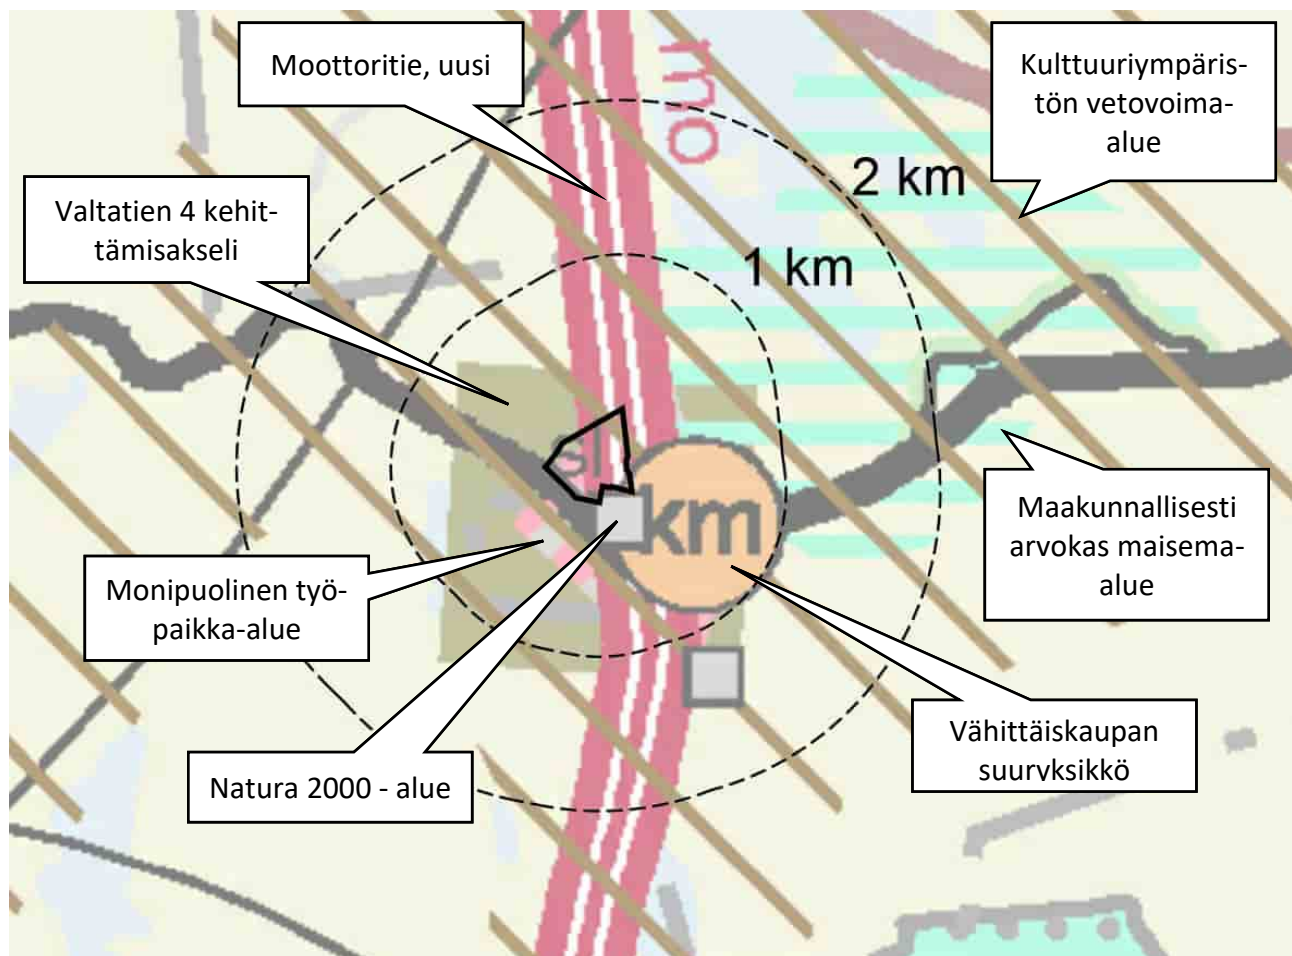 Moottoritie, uusi
mo
Kulttuuriympäris-
tön vetovoima-
alue
2 km
Valtatien 4 kehit-
tämisakseli
1 km
km
Maakunnallisesti
arvokas maisema-
alue
Monipuolinen työ-
paikka-alue
Vähittäiskaupan
suuryksikkö
Natura 2000 - alue